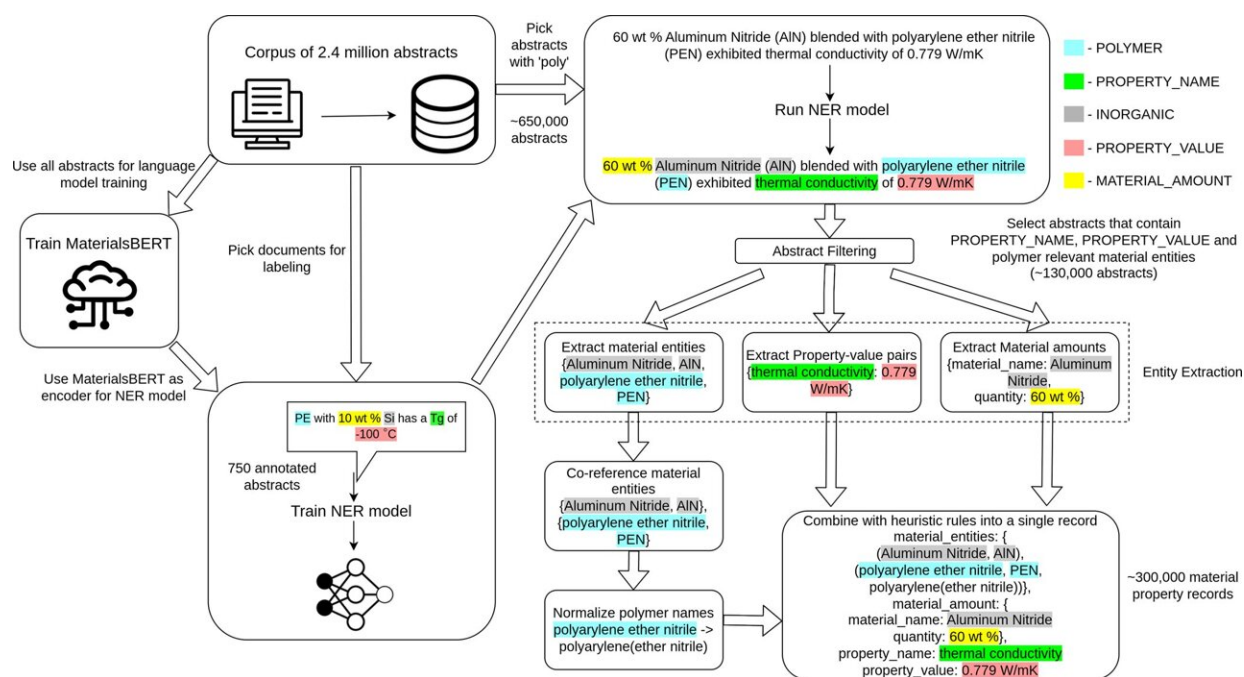 Corpus of 2.4 million abstracts
Pick
abstracts
with 'poly'
~650,000
abstracts
60 wt % Aluminum Nitride (AlN) blended with polyarylene ether nitrile
(PEN) exhibited thermal conductivity of 0.779 W/mK
Run NER model
60 wt % Aluminum Nitride (AlN) blended with polyarylene ether nitrile
(PEN) exhibited thermal conductivity of 0.779 W/mK
- POLYMER
- PROPERTY_NAME
- INORGANIC
- PROPERTY_VALUE
- MATERIAL_AMOUNT
Use all abstracts for language
model training
Train MaterialsBERT
Pick documents for
labeling
Use MaterialsBERT as
encoder for NER model
PE with 10 wt % Si has a Tg of
-100 ˚C
750 annotated
abstracts
Train NER model
Abstract Filtering
Select abstracts that contain
PROPERTY_NAME, PROPERTY_VALUE and
polymer relevant material entities
(~130,000 abstracts)
Extract material entities
{Aluminum Nitride, AlN,
polyarylene ether nitrile,
PEN}
Extract Property-value pairs
{thermal conductivity: 0.779
W/mK}
Extract Material amounts
{material_name: Aluminum
Nitride,
quantity: 60 wt %}
Entity Extraction
Co-reference material
entities
{Aluminum Nitride, AlN},
{polyarylene ether nitrile,
PEN}
Normalize polymer names
polyarylene ether nitrile ->
polyarylene(ether nitrile)
Combine with heuristic rules into a single record
material_entities: {
(Aluminum Nitride, AlN),
(polyarylene ether nitrile, PEN,
polyarylene(ether nitrile))},
material_amount: {
material_name: Aluminum Nitride
quantity: 60 wt %},
property_name: thermal conductivity
property_value: 0.779 W/mK
~300,000 material
property records